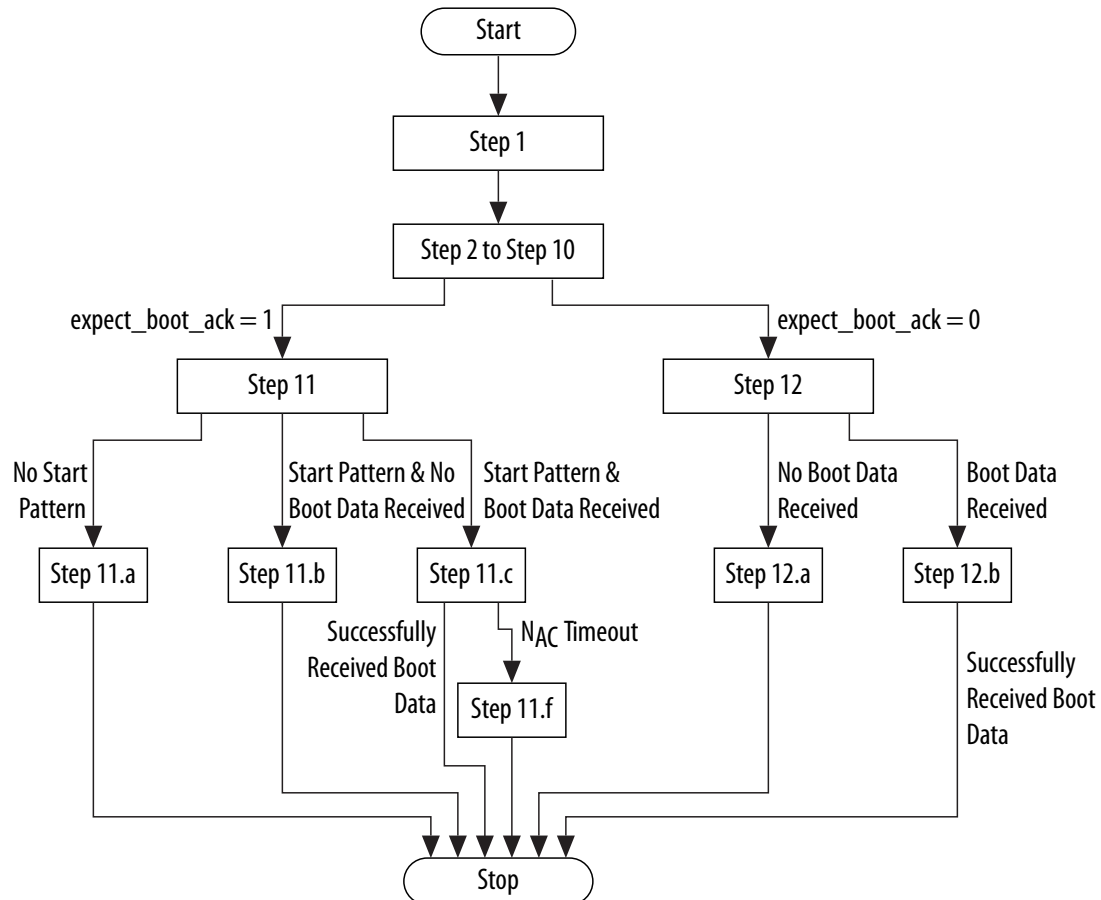 Start
Step 1
Step 2 to Step 10
expect_boot_ack = 1
expect_boot_ack = 0
Step 11
Step 12
No Start
Pattern
Start Pattern & No
Boot Data Received
Start Pattern &
Boot Data Received
No Boot Data
Received
Boot Data
Received
Step 11.a
Step 11.b
Step 11.c
Step 12.a
Step 12.b
Successfully
Received Boot
Data
NAC Timeout
Step 11.f
Successfully
Received Boot
Data
Stop